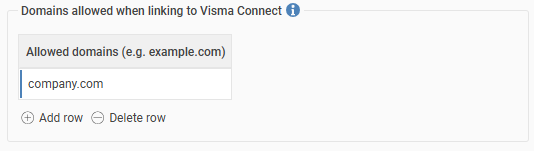 Domains allowed when linking to Visma Connect
Allowed domains (e.g. example.com)
company.com
Add row Delete row